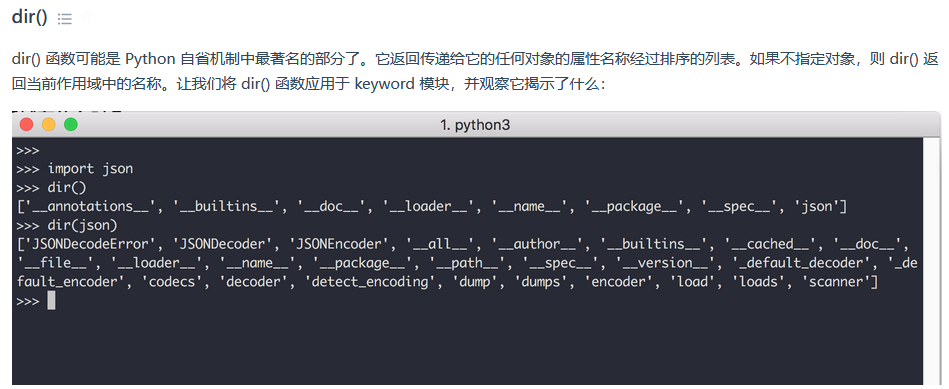 dir()
dir() 函数可能是 Python 自省机制中最著名的部分了。它返回传递给它的任何对象的属性名称经过排序的列表。如果不指定对象，则 dir() 返
回当前作用域中的名称。让我们将 dir() 函数应用于 keyword 模块，并观察它揭示了什么：
1. python3
>>>
>>> import json
>>> dir()
['__annotations__', '__builtins__', '__doc__', '__loader__', '__name__', '__package__', '__spec__', 'json']
>>> dir(json)
['JSONDecodeError', 'JSONDecoder', 'JSONEncoder', '__all__', '__author__', '__builtins__', '__cached__', '__doc__',
'__file__', '__loader__', '__name__', '__package__', '__path__', '__spec__', '__version__', '_default_decoder', '_de
fault_encoder', 'codecs', 'decoder', 'detect_encoding', 'dump', 'dumps', 'encoder', 'load', 'loads', 'scanner']
>>>